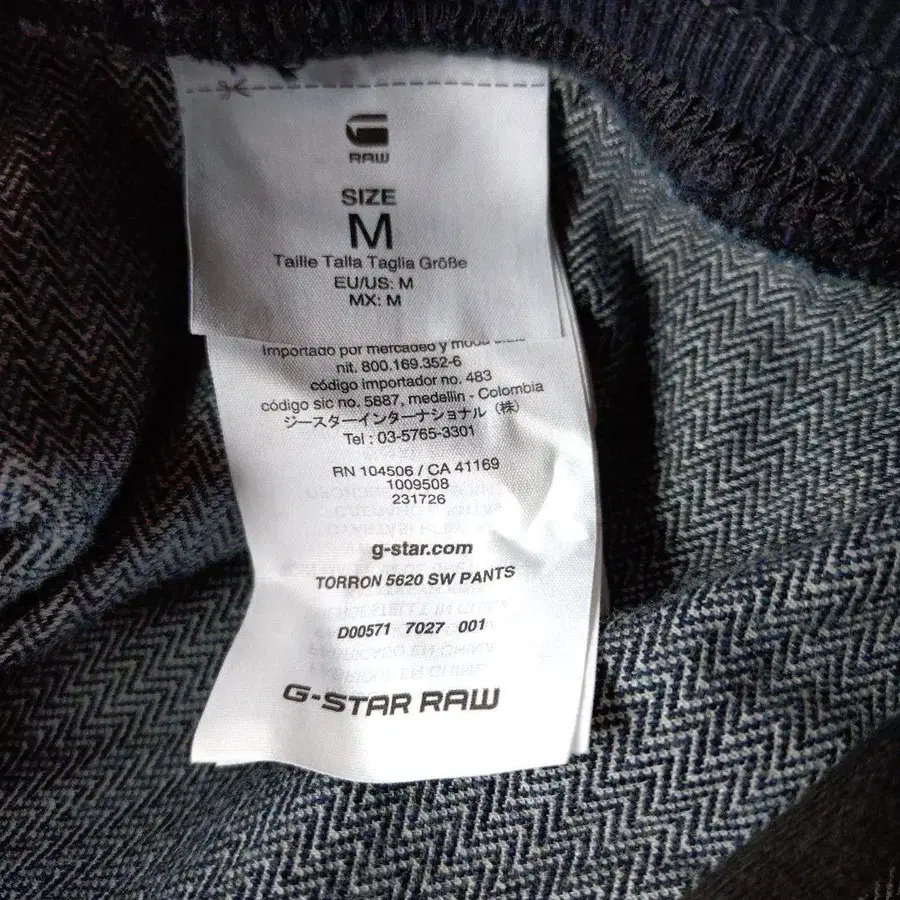 G
RAW
SIZE
M
Taille Talla Taglia Größe
EU/US: M
MX: M
Importado por mercadeo y moda
nit. 800.169.352-6
código importador no. 483
código sic no. 5887, medellin - Colombia
ジースターインターナショナル(株)
Tel : 03-5765-3301
RN 104506 / CA 41169
1009508
231726
g-star.com
TORRON 5620 SW PANTS
D00571 7027 001
FABRICADO EN CHINA
G-STAR RAW